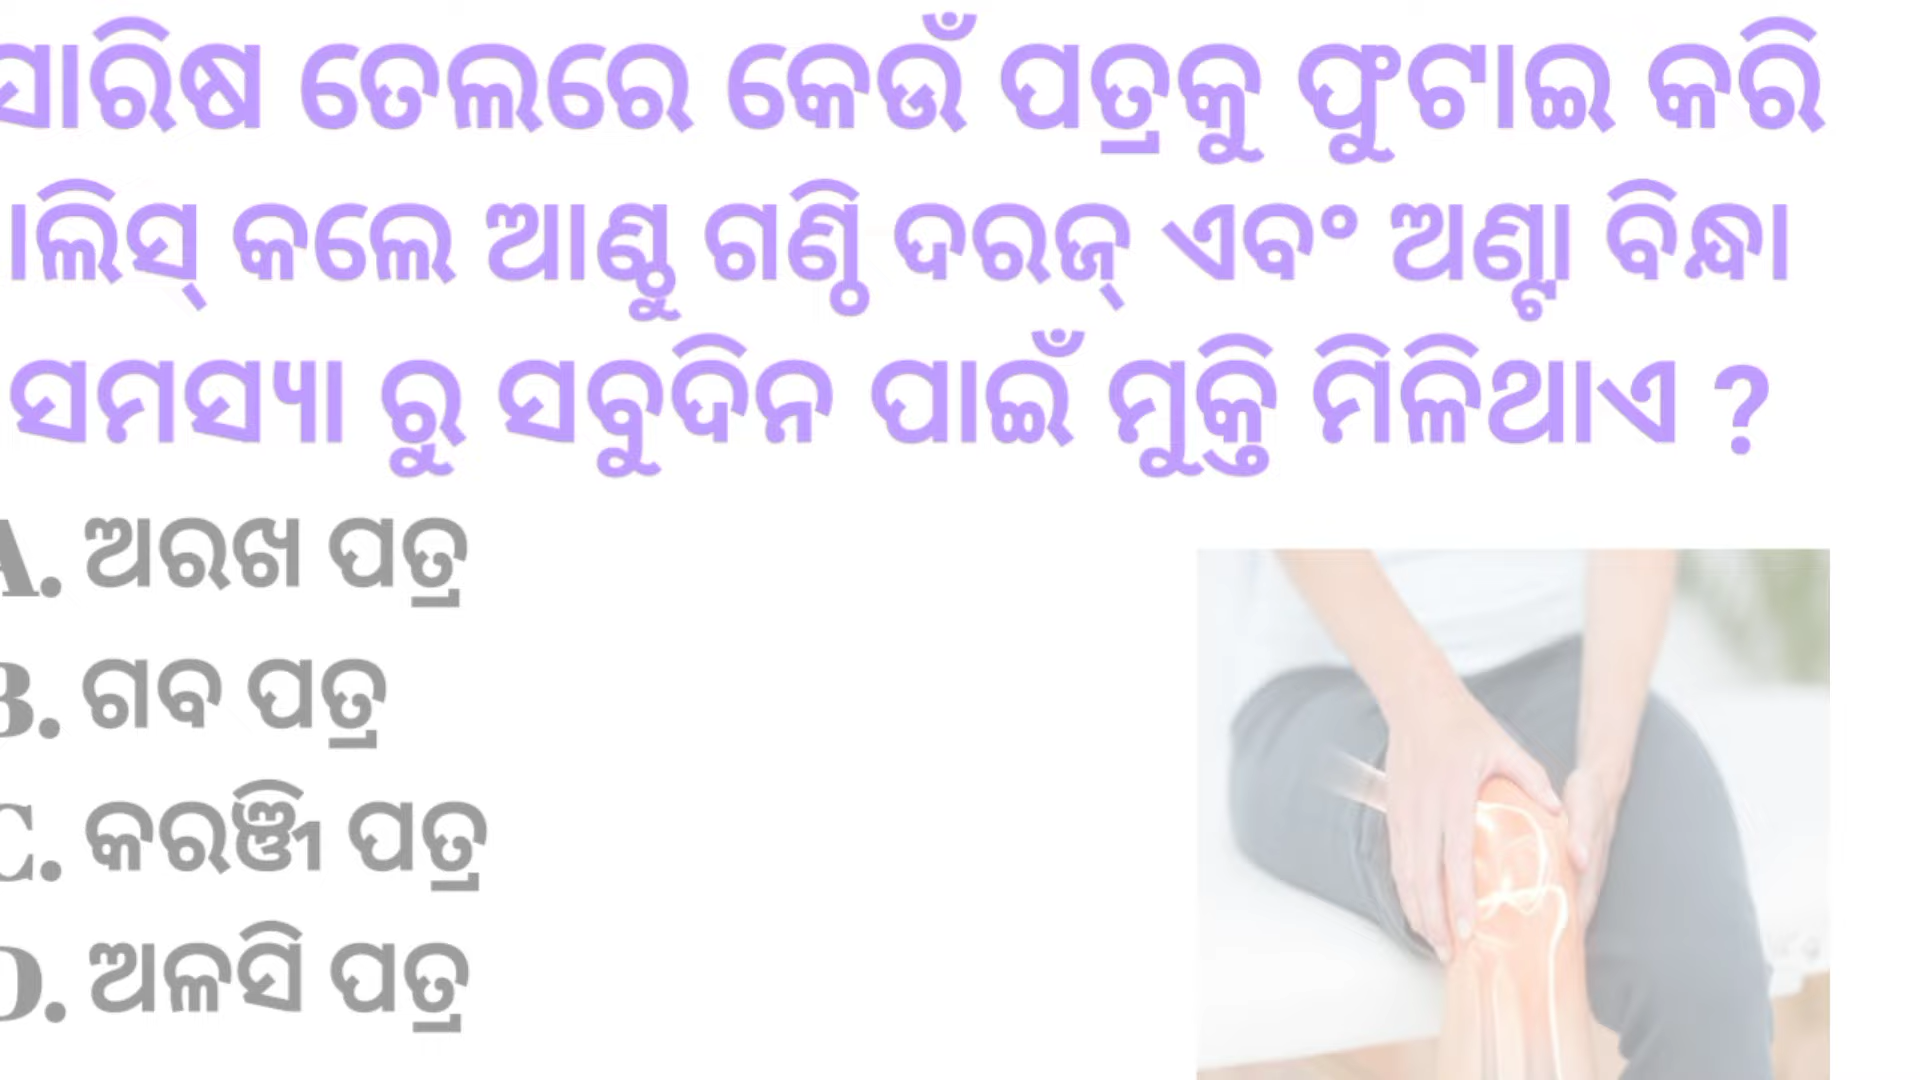 ସାରିଷ ତେଲରେ କେଉଁ ପତ୍ରକୁ ଫୁଟାଇ କରି
ାଲିସ୍ କଲେ ଆଣ୍ଠୁ ଗଣ୍ଠି ଦରଜ୍ ଏବଂ ଅଣ୍ଟା ବିନ୍ଧା
ସମସ୍ୟା ରୁ ସବୁଦିନ ପାଇଁ ମୁକ୍ତି ମିଳିଥାଏ ?
A. ଅରଖ ପତ୍ର
B. ଗବ ପତ୍ର
C. କରଞ୍ଜୀ ପତ୍ର
D. ଅଳସି ପତ୍ର